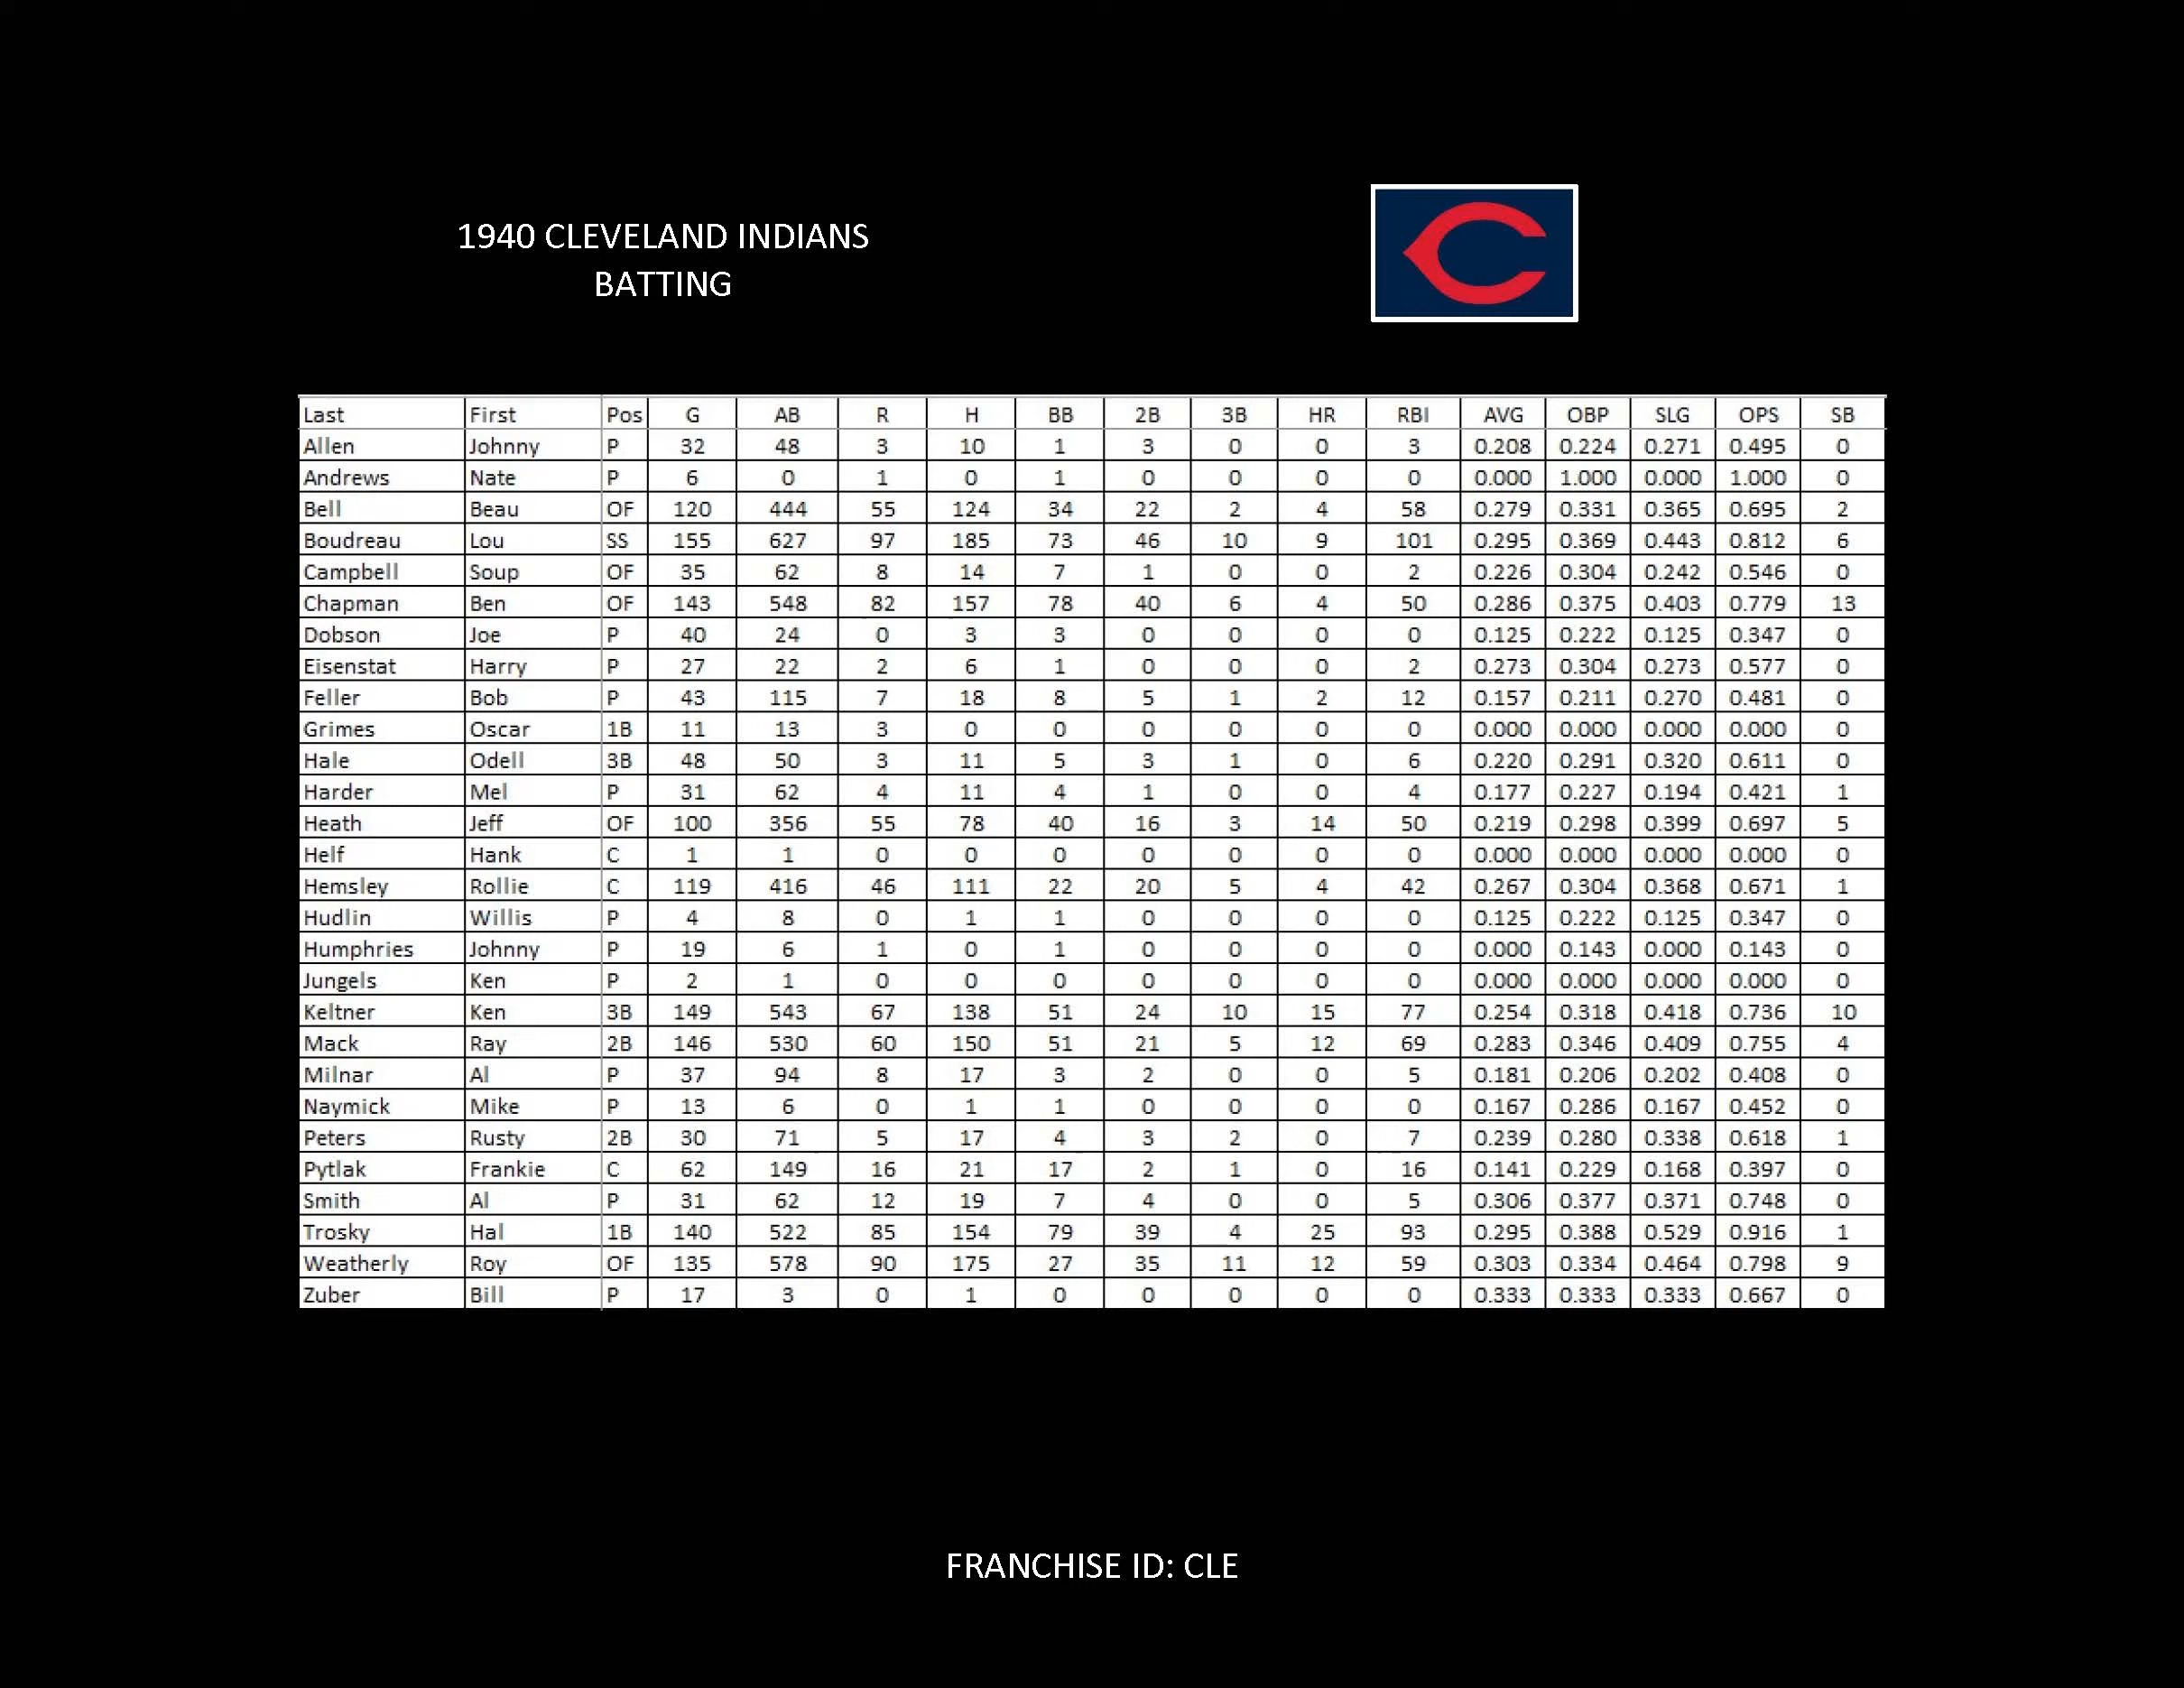 1940 CLEVELAND INDIANS
BATTING
C
Last First Pos G AB R H BB 2B 3B HR RBI AVG OBP SLG OPS SB
Allen Johnny P 32 48 3 10 1 3 0 0 3 0.208 0.224 0.271 0.495 0
Andrews Nate P 6 0 1 0 1 0 0 0 0 0.000 1.000 0.000 1.000 0
Bell Beau OF 120 444 55 124 34 22 2 4 58 0.279 0.331 0.365 0.695 2
Boudreau Lou SS 155 627 97 185 73 46 10 9 101 0.295 0.369 0.443 0.812 6
Campbell Soup OF 35 62 8 14 7 1 0 0 2 0.226 0.304 0.242 0.546 0
Chapman Ben OF 143 548 82 157 78 40 6 4 50 0.286 0.375 0.403 0.779 13
Dobson Joe P 40 24 0 3 3 0 0 0 0 0.125 0.222 0.125 0.347 0
Eisenstat Harry P 27 22 2 6 1 0 0 0 2 0.273 0.304 0.273 0.577 0
Feller Bob P 43 115 7 18 8 5 1 2 12 0.157 0.211 0.270 0.481 0
Grimes Oscar 1B 11 13 3 0 0 0 0 0 0 0.000 0.000 0.000 0.000 0
Hale Odell 3B 48 50 3 11 5 3 1 0 6 0.220 0.291 0.320 0.611 0
Harder Mel P 31 62 4 11 4 1 0 0 4 0.177 0.227 0.194 0.421 1
Heath Jeff OF 100 356 55 78 40 16 3 14 50 0.219 0.298 0.399 0.697 5
Helf Hank C 1 1 0 0 0 0 0 0 0 0.000 0.000 0.000 0.000 0
Hemsley Rollie C 119 416 46 111 22 20 5 4 42 0.267 0.304 0.368 0.671 1
Hudlin Willis P 4 8 0 1 1 0 0 0 0 0.125 0.222 0.125 0.347 0
Humphries Johnny P 19 6 1 0 1 0 0 0 0 0.000 0.143 0.000 0.143 0
Jungels Ken P 2 1 0 0 0 0 0 0 0 0.000 0.000 0.000 0.000 0
Keltner Ken 3B 149 543 67 138 51 24 10 15 77 0.254 0.318 0.418 0.736 10
Mack Ray 2B 146 530 60 150 51 21 5 12 69 0.283 0.346 0.409 0.755 4
Milnar Al P 37 94 8 17 3 2 0 0 5 0.181 0.206 0.202 0.408 0
Naymick Mike P 13 6 0 1 1 0 0 0 0 0.167 0.286 0.167 0.452 0
Peters Rusty 2B 30 71 5 17 4 3 2 0 7 0.239 0.280 0.338 0.618 1
Pytlak Frankie C 62 149 16 21 17 2 1 0 16 0.141 0.229 0.168 0.397 0
Smith Al P 31 62 12 19 7 4 0 0 5 0.306 0.377 0.371 0.748 0
Trosky Hal 1B 140 522 85 154 79 39 4 25 93 0.295 0.388 0.529 0.916 1
Weatherly Roy OF 135 578 90 175 27 35 11 12 59 0.303 0.334 0.464 0.798 9
Zuber Bill P 17 3 0 1 0 0 0 0 0 0.333 0.333 0.333 0.667 0
FRANCHISE ID: CLE